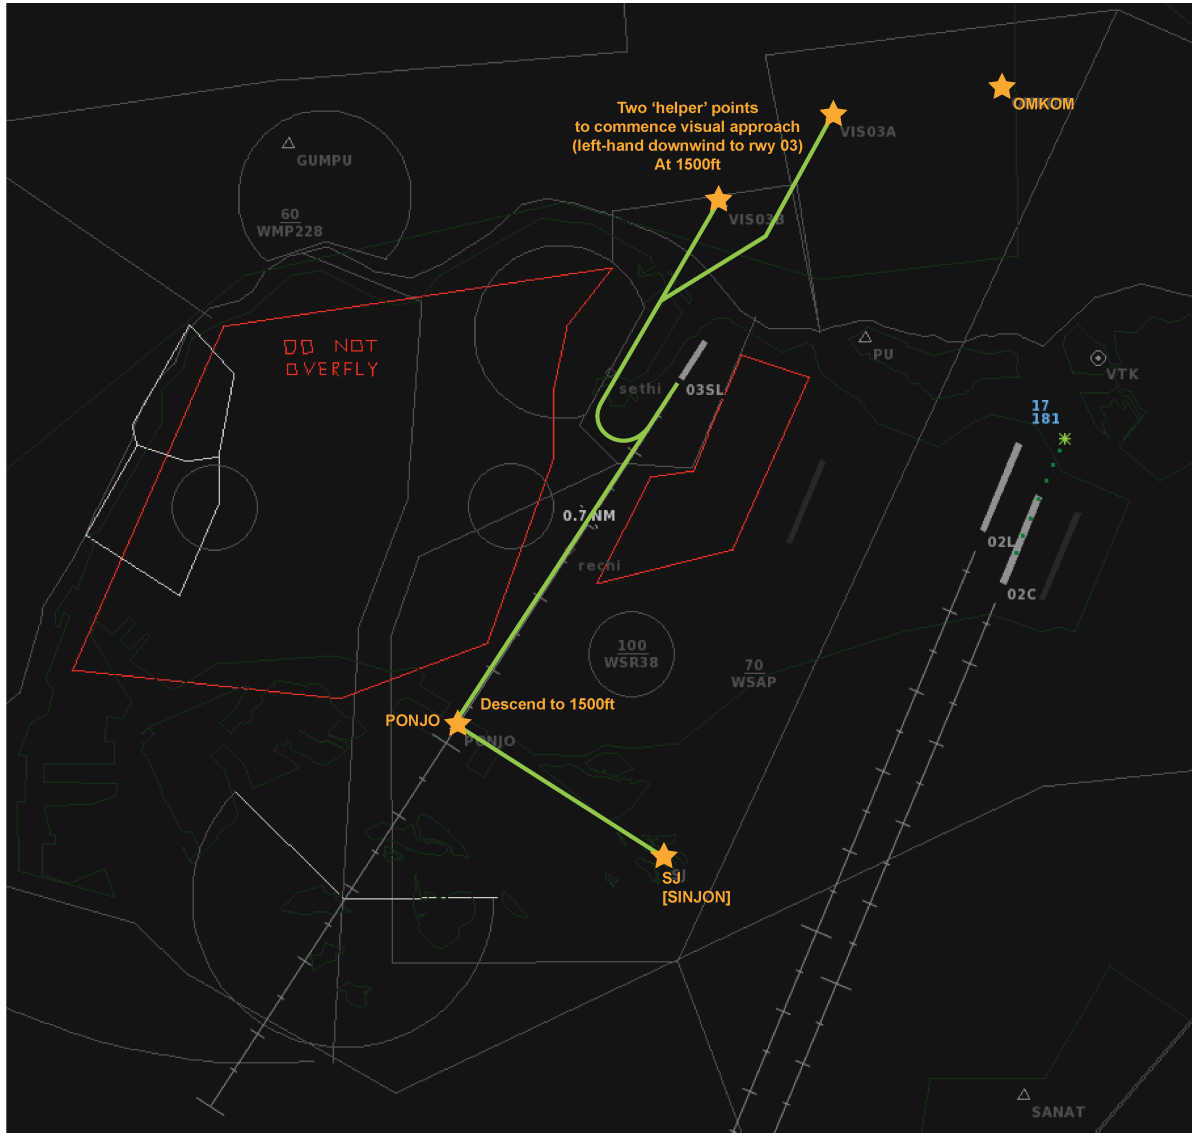 OMKOM
Two ‘helper’ points
to commence visual approach
(left-hand downwind to rwy 03)
At 1500ft
VIS03A
GUMPU
60
WMP228
VIS03B
DO NOT
OVERFLY
PU
VTK
sethi
03SL
17
181
0.7NM
02L
rechi
02C
100
WSR38
70
WSAP
Descend to 1500ft
PONJO
PONJO
SJ
SJ
[SINJON]
SANAT